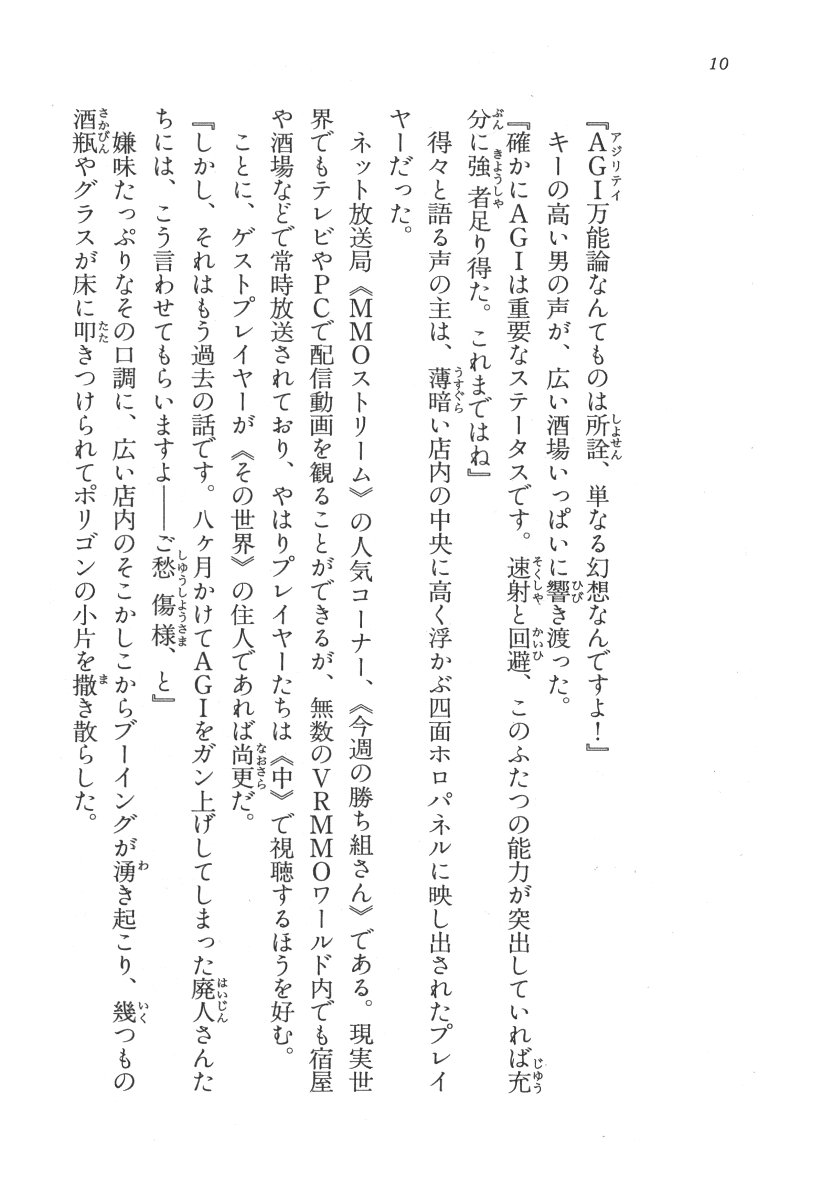 10
『AGI万能論なんてものは所詮、単なる幻想なんですよ!』
キーの高い男の声が、広い酒場いっぱいに響き渡った。
『確かにAGIは重要なステータスです。速射と回避、このふたつの能力が突出していれば充
分に強者足り得た。これまではね』
得々と語る声の主は、薄暗い店内の中央に高く浮かぶ四面ホロパネルに映し出されたプレイ
ヤーだった。
ネット放送局《MMOストリーム》の人気コーナー、《今週の勝ち組さん》である。現実世
界でもテレビやPCで配信動画を観ることができるが、無数のVRMMOワールド内でも宿屋
や酒場などで常時放送されており、やはりプレイヤーたちは《中》で視聴するほうを好む。
ことに、ゲストプレイヤーが《その世界》の住人であれば尚更だ。
『しかし、それはもう過去の話です。八ヶ月かけてAGIをガン上げしてしまった廃人さんた
ちには、こう言わせてもらいますよ――ご愁傷様、と』
嫌味たっぷりなその口調に、広い店内のそこかしこからブーイングが湧き起こり、幾つもの
酒瓶やグラスが床に叩きつけられてポリゴンの小片を撒き散らした。